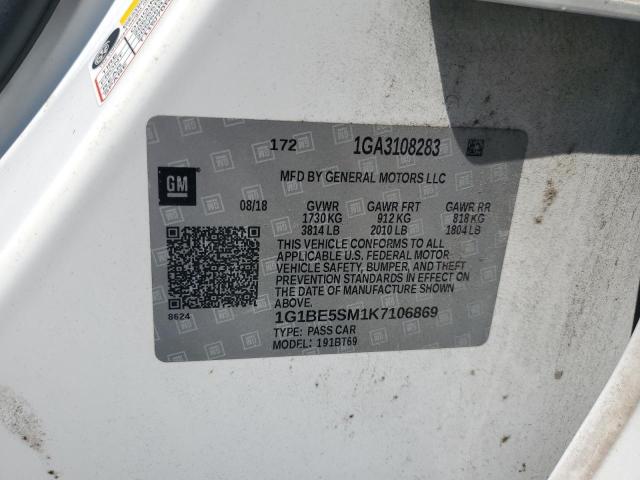 172 1GA3108283
MFD BY GENERAL MOTORS LLC
GM
08/18 GVWR GAWR FRT GAWR RR
1730 KG 912 KG 818 KG
3814 LB 2010 LB 1804 LB
THIS VEHICLE CONFORMS TO ALL
APPLICABLE U.S. FEDERAL MOTOR
VEHICLE SAFETY, BUMPER, AND THEFT
PREVENTION STANDARDS IN EFFECT ON
THE DATE OF MANUFACTURE SHOWN
ABOVE.
8624
1G1BE5SM1K7106869
TYPE: PASS CAR
MODEL: 191BT69